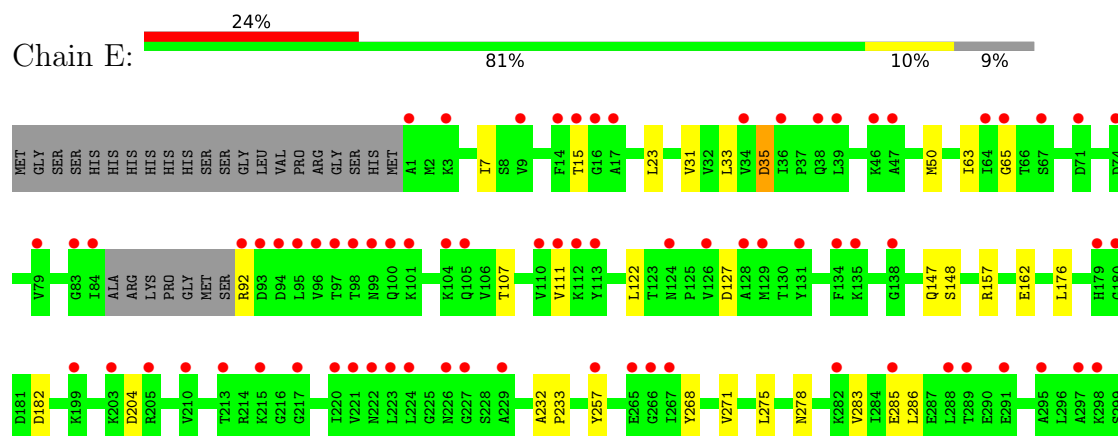 24%
Chain E:
81% 10% 9%
MET GLY SER SER HIS HIS HIS HIS HIS HIS HIS HIS SER SER GLY LEU VAL PRO ARG GLY SER HIS MET A1 M2 K3 I7 S8 V9 F14 T15 G16 A17 L23 V31 V32 L33 V34 D35 I36 P37 Q38 L39 K46 A47 M50 I63 I64 G65 T66 S67 D71 D74
V79 G83 I84 ALA ARG LYS PRO GLY MET SER R92 D93 D94 L95 V96 T97 T98 N99 Q100 K101 K104 Q105 V106 T107 V110 V111 K112 Y113 L122 T123 N124 P125 V126 D127 A128 M129 T130 Y131 F134 K135 G138 Q147 S148 R157 E162 L176 H179 G180
D181 D182 K199 K203 D204 R205 V210 T213 R214 K215 G216 G217 I220 V221 N222 L223 L224 G225 N226 G227 S228 A229 A232 P233 Y257 E265 G266 I267 Y268 V271 L275 N278 K282 V283 I284 E285 L286 E287 L288 T289 E290 E291 A295 L296 A297 K298